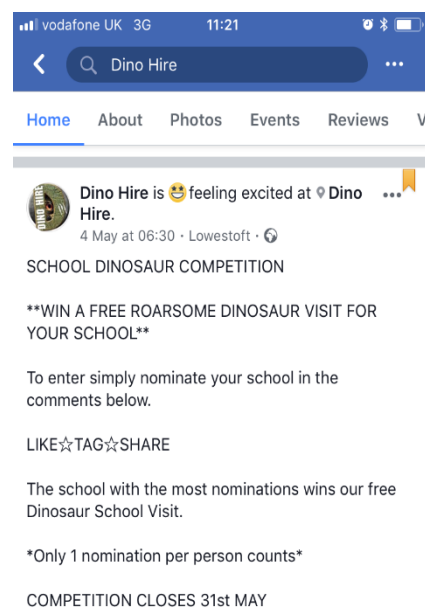 vodafone UK 3G 11:21
Dino Hire
Home About Photos Events Reviews V
DINO HIRE
Dino Hire is 😃 feeling excited at Dino
Hire.
4 May at 06:30 · Lowestoft ·
SCHOOL DINOSAUR COMPETITION
**WIN A FREE ROARSOME DINOSAUR VISIT FOR
YOUR SCHOOL**
To enter simply nominate your school in the
comments below.
LIKE☆TAG☆SHARE
The school with the most nominations wins our free
Dinosaur School Visit.
*Only 1 nomination per person counts*
COMPETITION CLOSES 31st MAY